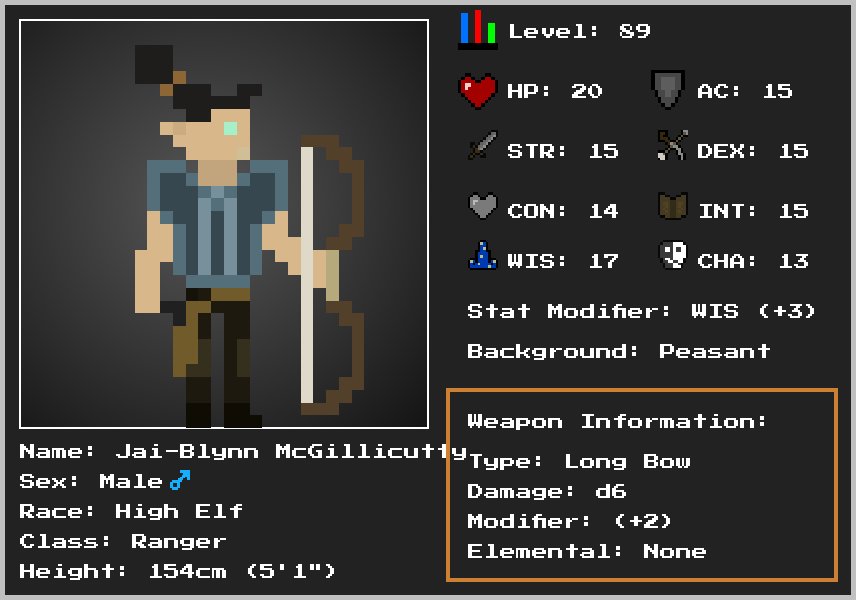 Level: 89
HP: 20
AC: 15
STR: 15
DEX: 15
CON: 14
INT: 15
WIS: 17
CHA: 13
Stat Modifier: WIS (+3)
Background: Peasant
Name: Jai-Blynn McGillicutty
Sex: Male♂
Race: High Elf
Class: Ranger
Height: 154cm (5'1")
Weapon Information:
Type: Long Bow
Damage: d6
Modifier: (+2)
Elemental: None